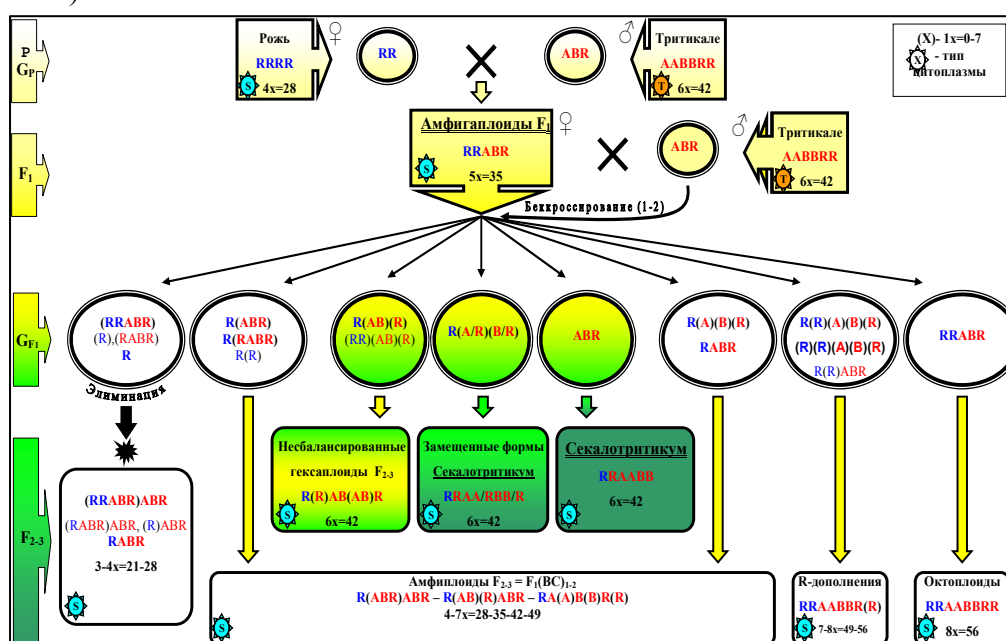 P
G_P
Рожь
RRRR
S
4x=28
♀
RR
×
ABR
♂
Тритикале
AABBRR
T
6x=42
(X)- 1x=0-7
X
- тип
цитоплазмы
F₁
Амфигаплоиды F₁
♀
RRABR
S
5x=35
×
ABR
♂
Тритикале
AABBRR
T
6x=42
Беккроссирование (1-2)
G_F1
(RRABR)
(R),(RABR)
R
R(ABR)
R(RABR)
R(R)
R(AB)(R)
(RR)(AB)(R)
R(A/R)(B/R)
ABR
R(A)(B)(R)
RABR
R(R)(A)(B)(R)
(R)(R)(A)(B)(R)
R(R)ABR
RRABR
Элиминация
F₂₋₃
(RRABR)ABR
(RABR)ABR, (R)ABR
RABR
3-4x=21-28
S
Несбалансированные
гексаплоиды F₂₋₃
R(R)AB(AB)R
S
6x=42
Замещенные формы
Секалотритикум
RRAA/RBB/R
S
6x=42
Секалотритикум
RRAABB
6x=42
S
Амфиплоиды F₂₋₃ = F₁(BC)₁₋₂
R(ABR)ABR – R(AB)(R)ABR – RA(A)B(B)R(R)
4-7x=28-35-42-49
S
R-дополнения
RRAABBR(R)
S
7-8x=49-56
Октоплоиды
RRAABBRR
S
8x=56